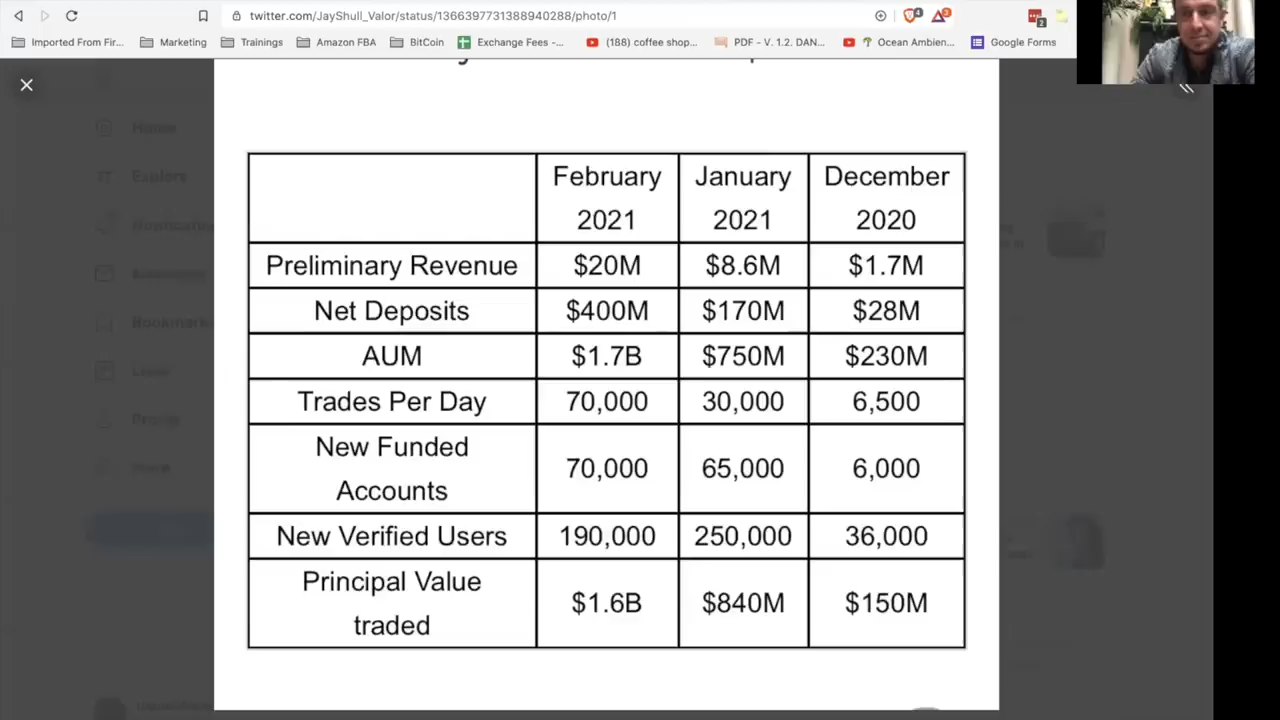 twitter.com/JayShull_Valor/status/1366397731388940288/photo/1
4
2
Imported From Fir...
Marketing
Trainings
Amazon FBA
BitCoin
Exchange Fees -...
(188) coffee shop...
PDF - V. 1.2. DAN...
Ocean Ambien...
Google Forms
Home
Explore
February 2021 January 2021 December 2020
Preliminary Revenue $20M $8.6M $1.7M
Net Deposits $400M $170M $28M
AUM $1.7B $750M $230M
Trades Per Day 70,000 30,000 6,500
New Funded Accounts 70,000 65,000 6,000
New Verified Users 190,000 250,000 36,000
Principal Value traded $1.6B $840M $150M